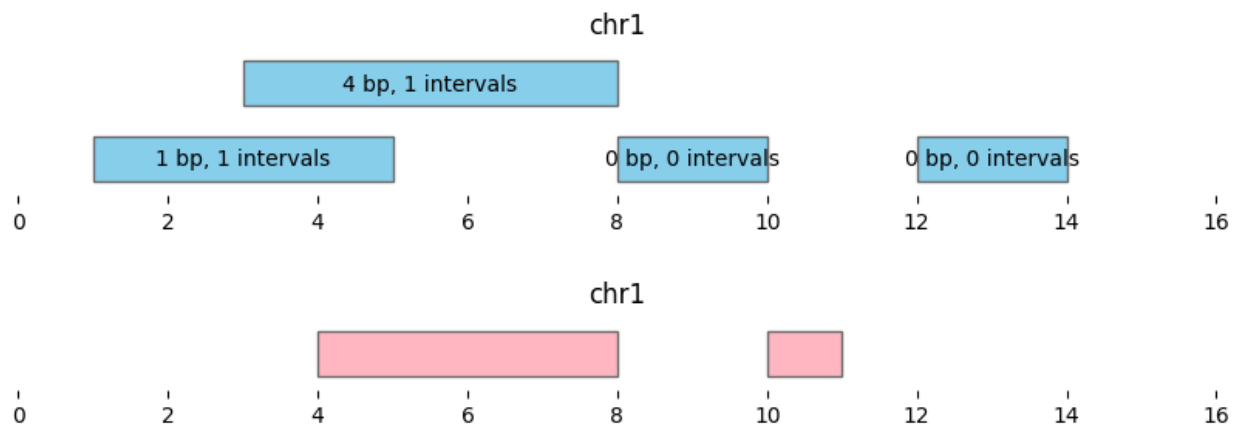 chr1
4 bp, 1 intervals
1 bp, 1 intervals
0 bp, 0 intervals
0 bp, 0 intervals
0 2 4 6 8 10 12 14 16
chr1
0 2 4 6 8 10 12 14 16